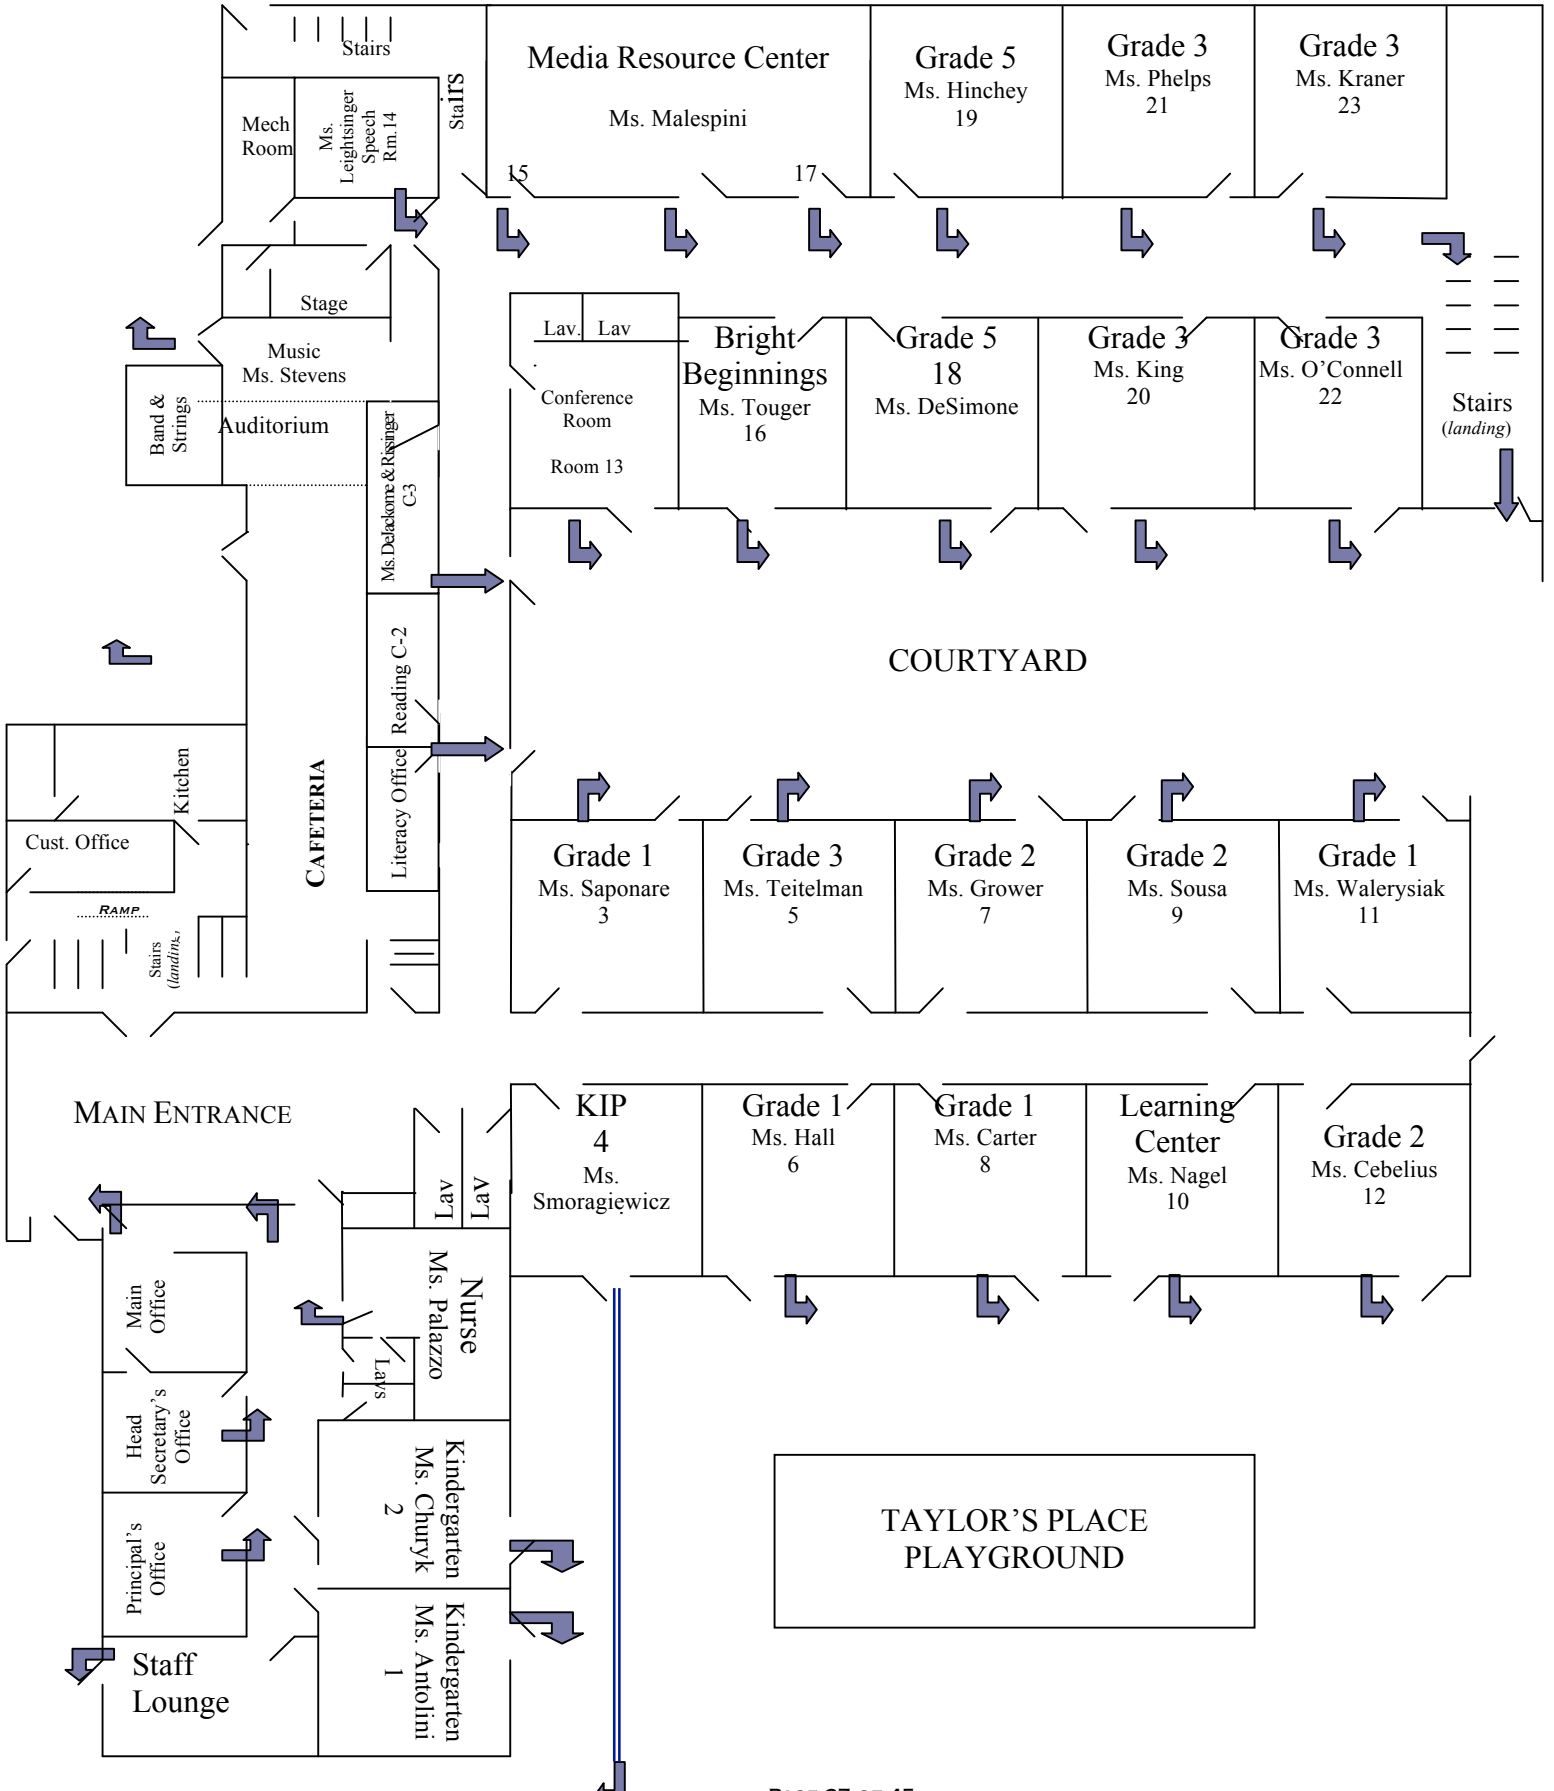 Stairs
Media Resource Center
Ms. Malespini
15
17
Grade 5
Ms. Hinchey
19
Grade 3
Ms. Phelps
21
Grade 3
Ms. Kraner
23
Mech
Room
Ms.
Leightsinger
Speech
Rm.14
Stairs
Stage
Music
Ms. Stevens
Band &
Strings
Auditorium
Ms.DeJackome & Rissinger
C-3
Lav.
Lav
Conference
Room
Room 13
Bright
Beginnings
Ms. Touger
16
Grade 5
18
Ms. DeSimone
Grade 3
Ms. King
20
Grade 3
Ms. O’Connell
22
Stairs
(landing)
Reading C-2
COURTYARD
Kitchen
CAFETERIA
Literacy Office
Cust. Office
RAMP
Stairs
(landing)
Grade 1
Ms. Saponare
3
Grade 3
Ms. Teitelman
5
Grade 2
Ms. Grower
7
Grade 2
Ms. Sousa
9
Grade 1
Ms. Walerysiak
11
MAIN ENTRANCE
Lav
Lav
KIP
4
Ms.
Smoragiewicz
Grade 1
Ms. Hall
6
Grade 1
Ms. Carter
8
Learning
Center
Ms. Nagel
10
Grade 2
Ms. Cebelius
12
Main
Office
Nurse
Ms. Palazzo
Lavs
Head
Secretary’s
Office
Kindergarten
Ms. Churyk
2
Principal’s
Office
Kindergarten
Ms. Antolini
1
Staff
Lounge
TAYLOR’S PLACE
PLAYGROUND